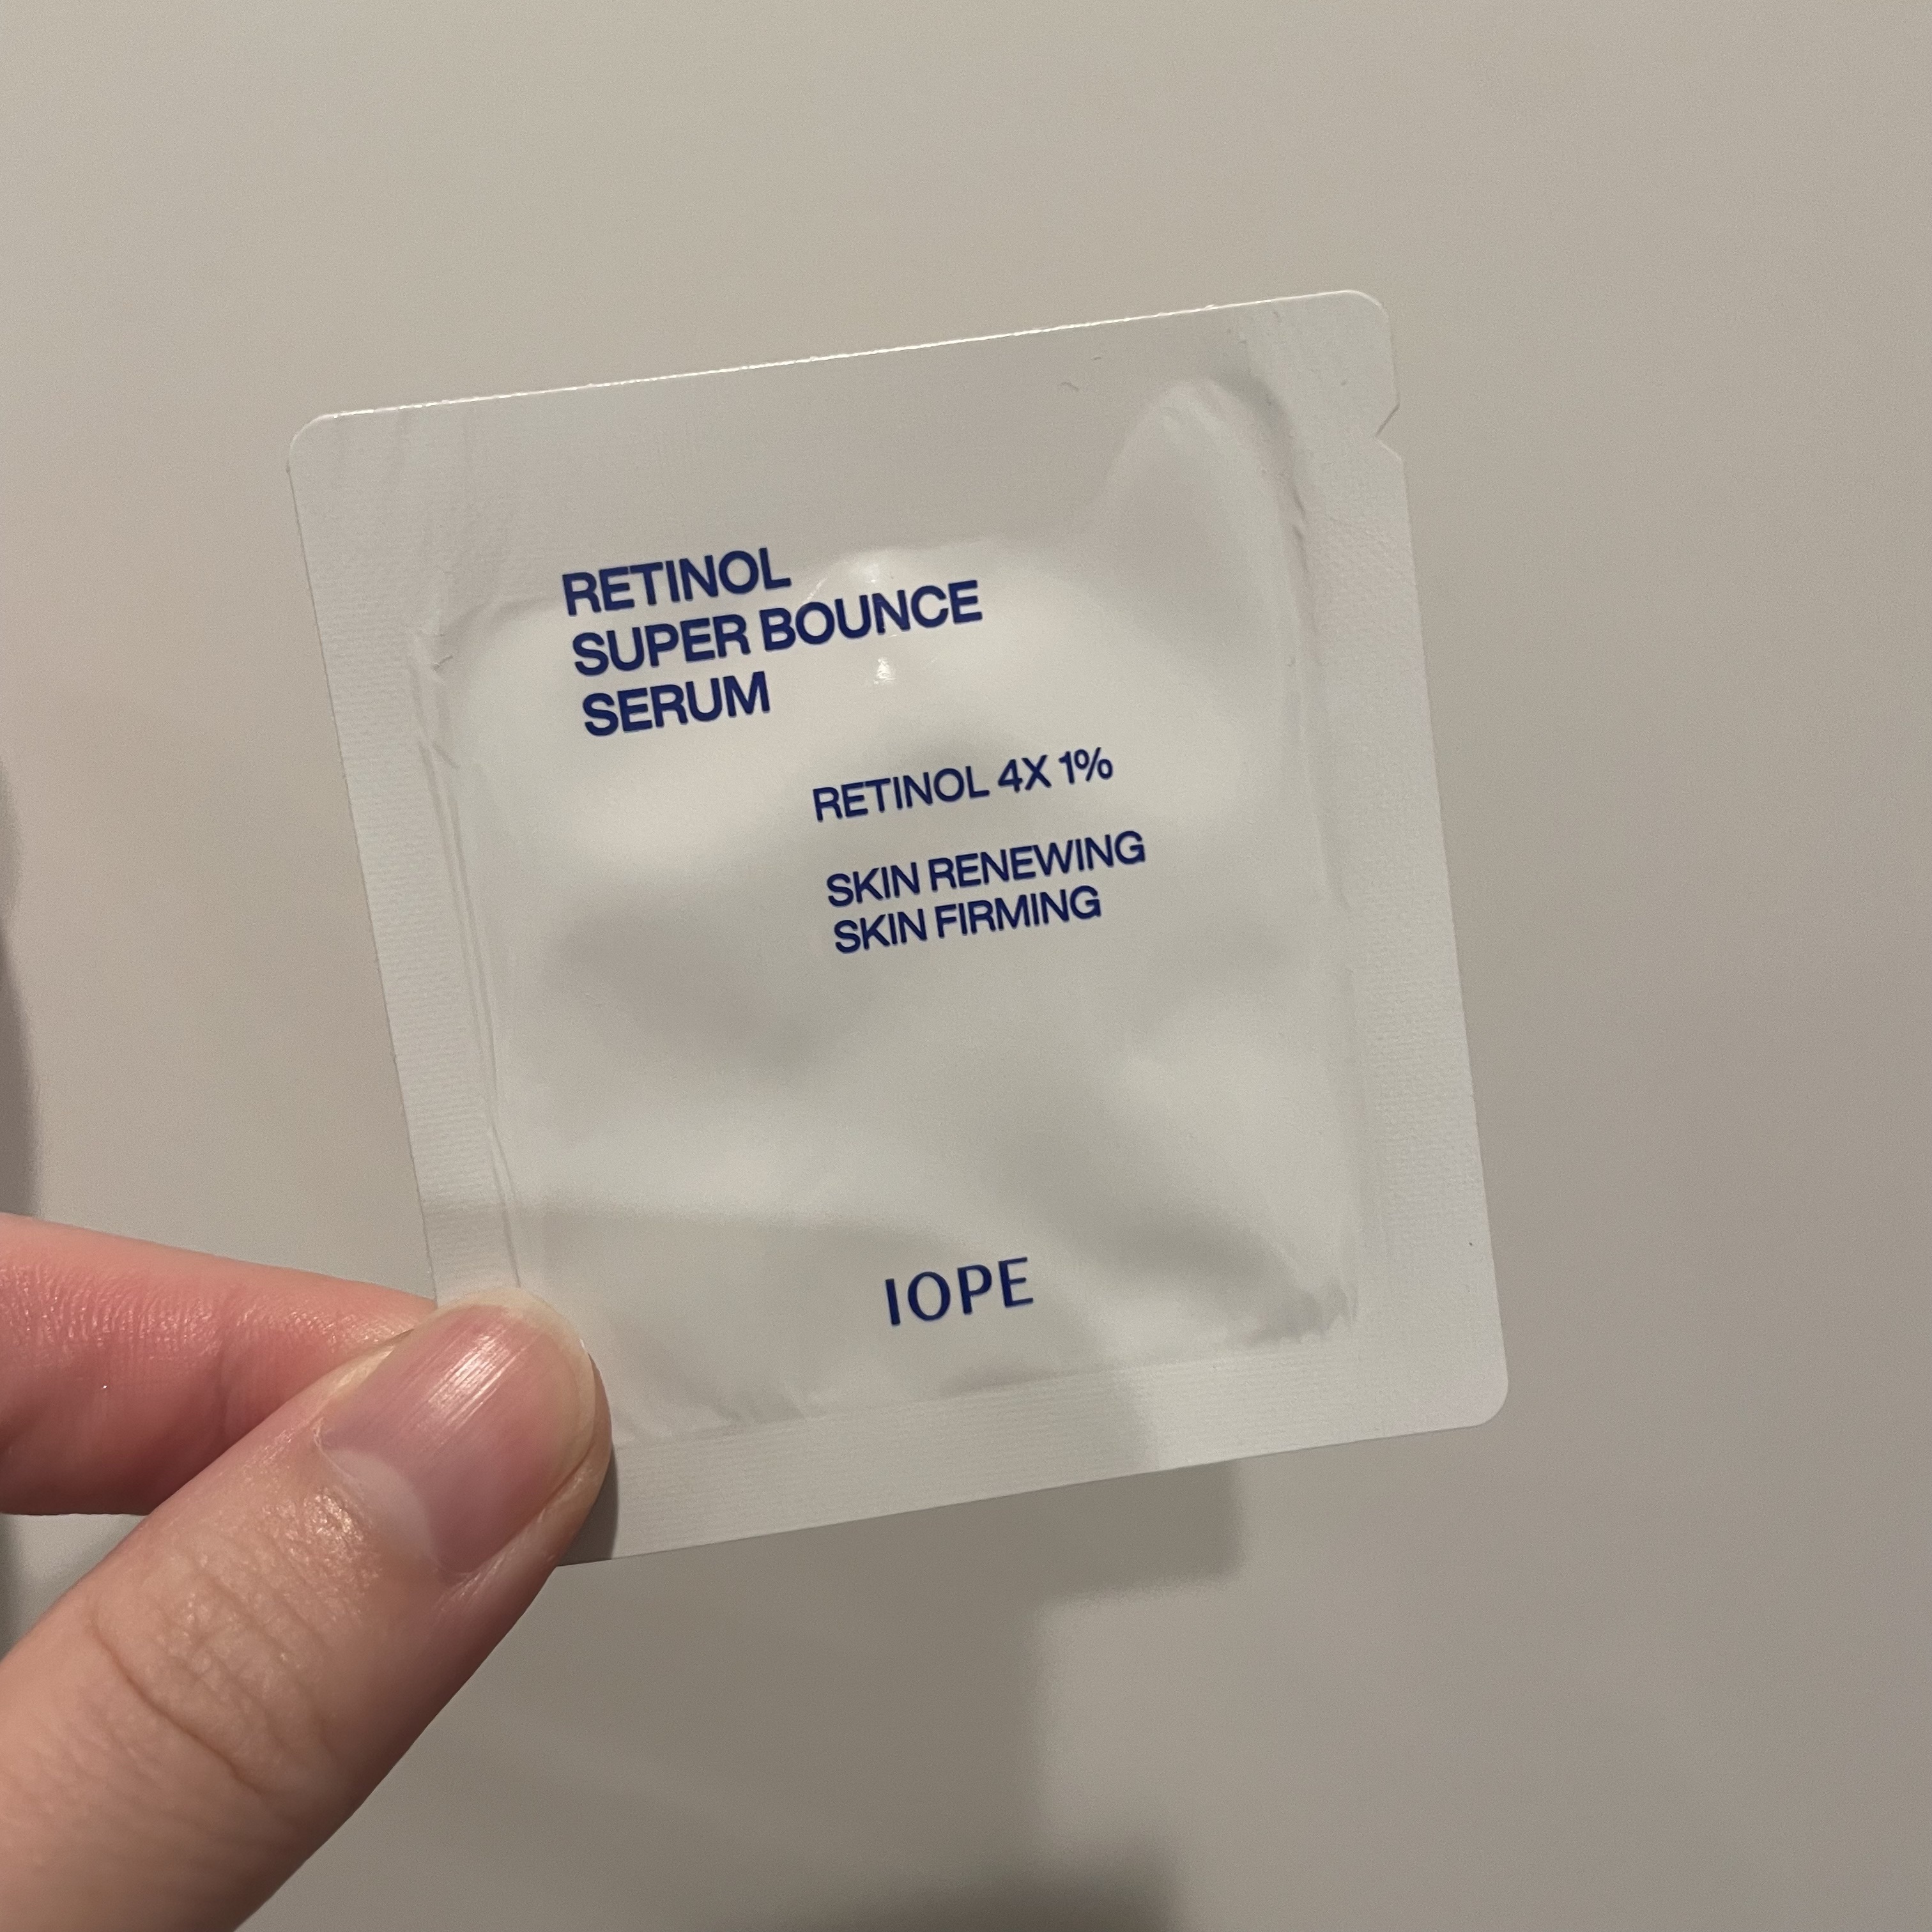 RETINOL
SUPER BOUNCE
SERUM
RETINOL 4X 1%
SKIN RENEWING
SKIN FIRMING
IOPE